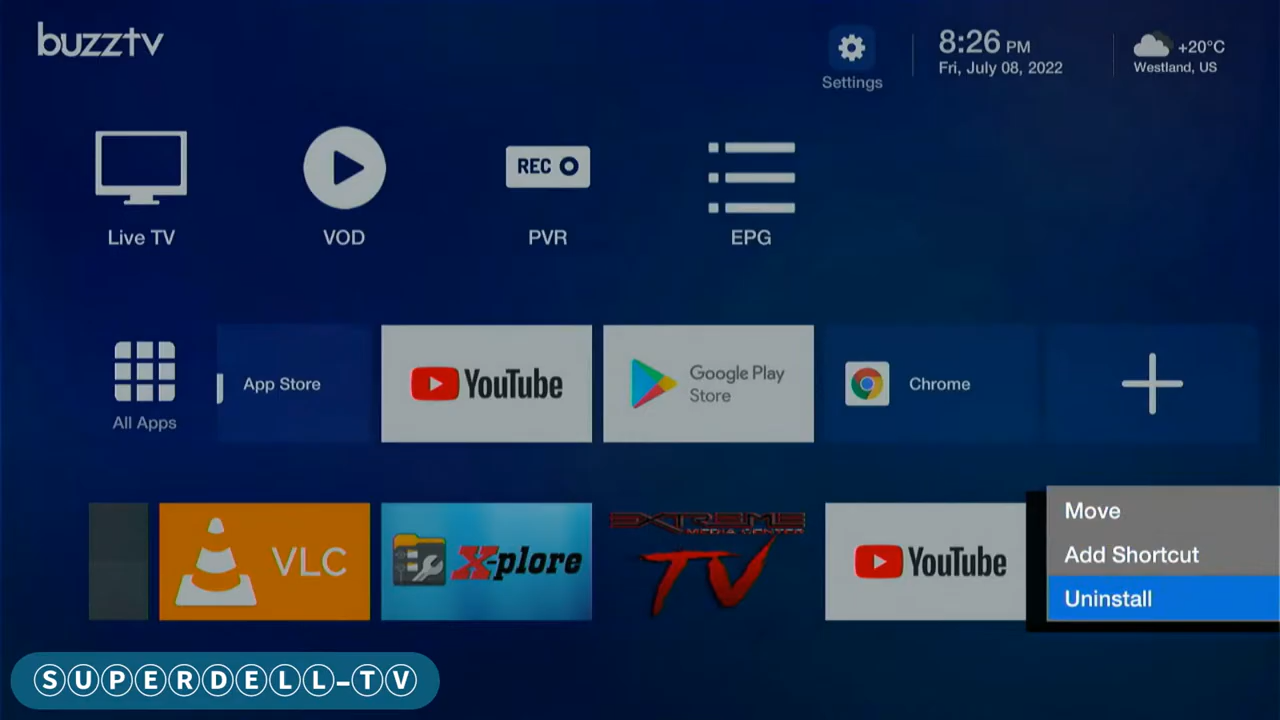 buzztv
Settings
8:26 PM
Fri, July 08, 2022
+20°C
Westland, US
Live TV
VOD
REC
PVR
EPG
All Apps
App Store
YouTube
Google Play
Store
Chrome
VLC
X-plore
EXTREME
MEDIA CENTER
TV
YouTube
Move
Add Shortcut
Uninstall
ⓈⓊⓅⒺⓇⒹⒺⓁⓁ-ⓉⓋ